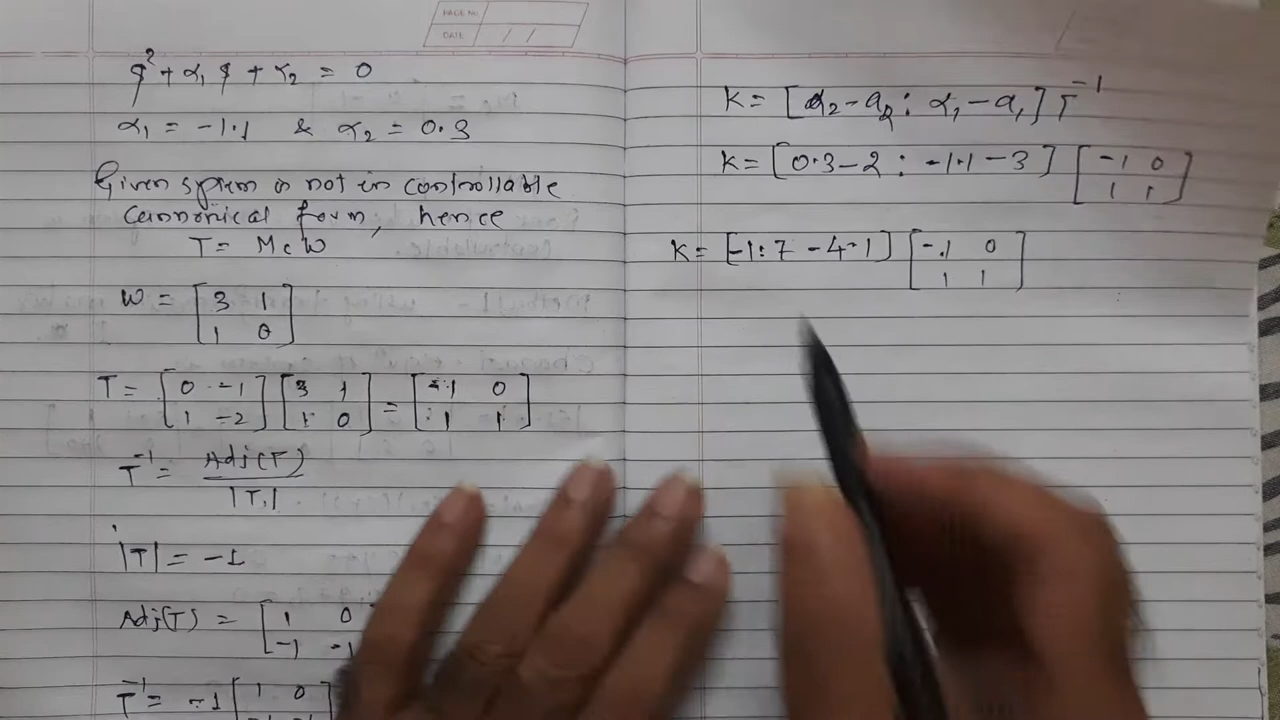 PAGE NO
DATE / /
q² + α₁ q + α₂ = 0
α₁ = -1.1 & α₂ = 0.3
Given system is not in controllable
cannonical form, hence
T = Mc W
W = [3 1
1 0]
T = [0 -1 [3 1 = [-1 0
1 -2] 1 0] 1 1]
T⁻¹ = Adj(T)
|T|
|T| = -1
Adj(T) = [1 0
-1 -1
T⁻¹ = -1 [1 0
K = [α₂ - a₂ : α₁ - a₁] T⁻¹
K = [0.3 - 2 : -1.1 - 3] [-1 0
1 1]
K = [-1.7 -4.1] [-1 0
1 1]